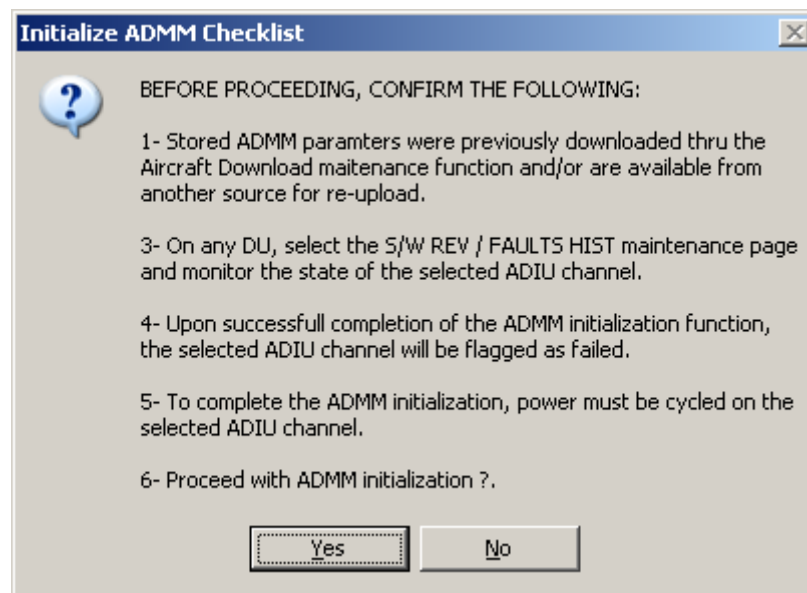 Initialize ADMM Checklist
BEFORE PROCEEDING, CONFIRM THE FOLLOWING:
1- Stored ADMM paramters were previously downloaded thru the
Aircraft Download maitenance function and/or are available from
another source for re-upload.
3- On any DU, select the S/W REV / FAULTS HIST maintenance page
and monitor the state of the selected ADIU channel.
4- Upon successfull completion of the ADMM initialization function,
the selected ADIU channel will be flagged as failed.
5- To complete the ADMM initialization, power must be cycled on the
selected ADIU channel.
6- Proceed with ADMM initialization ?.
Yes
No